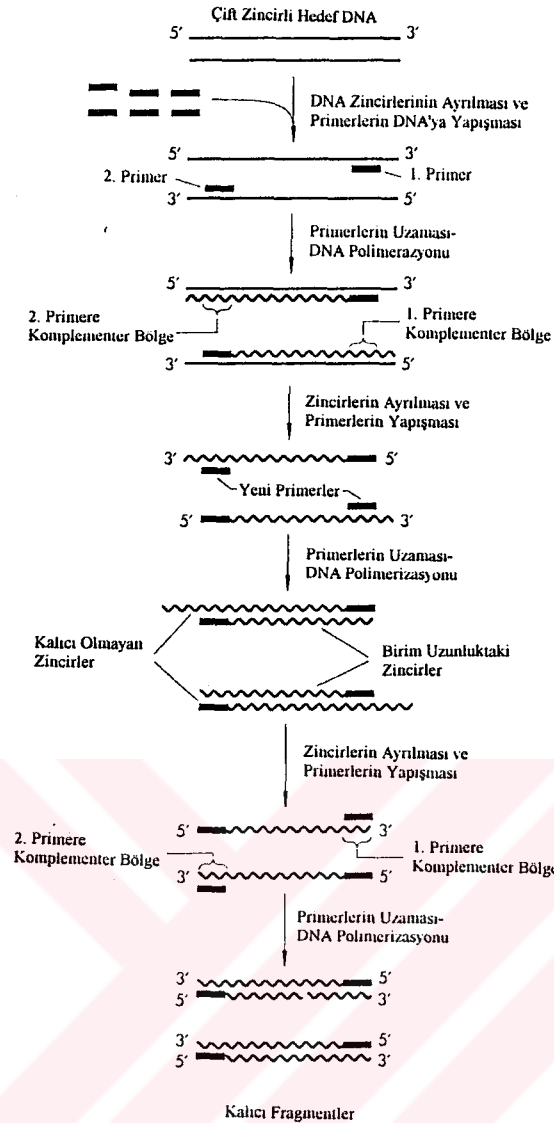 Çift Zincirli Hedef DNA
5′ 3′
DNA Zincirlerinin Ayrılması ve
Primerlerin DNA'ya Yapışması
5′ 3′
2. Primer
1. Primer
3′ 5′
Primerlerin Uzaması-
DNA Polimerazyonu
5′ 3′
2. Primere
Komplementer Bölge
1. Primere
Komplementer Bölge
3′ 5′
Zincirlerin Ayrılması ve
Primerlerin Yapışması
3′ 5′
Yeni Primerler
5′ 3′
Primerlerin Uzaması-
DNA Polimerizasyonu
Kalıcı Olmayan
Zincirler
Birim Uzunluktaki
Zincirler
Zincirlerin Ayrılması ve
Primerlerin Yapışması
5′ 3′
2. Primere
Komplementer Bölge
1. Primere
Komplementer Bölge
3′ 5′
Primerlerin Uzaması-
DNA Polimerizasyonu
3′ 5′
5′ 3′
3′ 5′
5′ 3′
Kalıcı Fragmentler